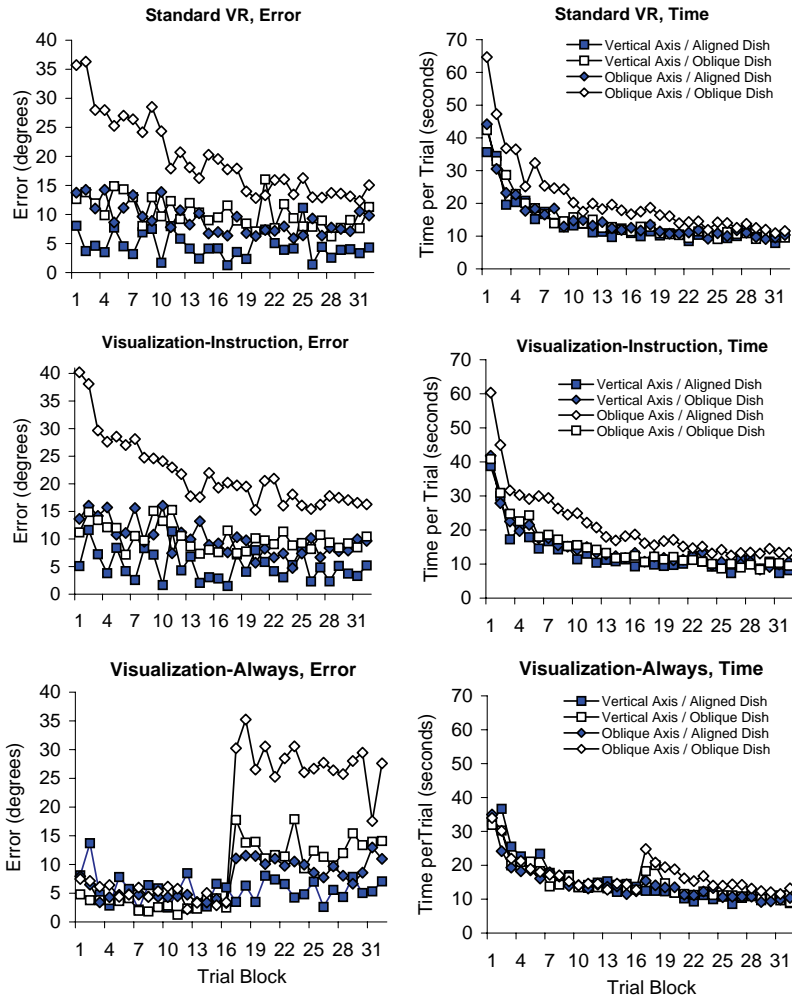 Standard VR, Error
40
35
30
25
20
15
10
5
0
Error (degrees)
1 4 7 10 13 16 19 22 25 28 31
Standard VR, Time
70
60
50
40
30
20
10
0
Time per Trial (seconds)
Vertical Axis / Aligned Dish
Vertical Axis / Oblique Dish
Oblique Axis / Aligned Dish
Oblique Axis / Oblique Dish
1 4 7 10 13 16 19 22 25 28 31
Visualization-Instruction, Error
40
35
30
25
20
15
10
5
0
Error (degrees)
1 4 7 10 13 16 19 22 25 28 31
Visualization-Instruction, Time
70
60
50
40
30
20
10
0
Time per Trial (seconds)
Vertical Axis / Aligned Dish
Vertical Axis / Oblique Dish
Oblique Axis / Aligned Dish
Oblique Axis / Oblique Dish
1 4 7 10 13 16 19 22 25 28 31
Visualization-Always, Error
40
35
30
25
20
15
10
5
0
Error (degrees)
1 4 7 10 13 16 19 22 25 28 31
Trial Block
Visualization-Always, Time
70
60
50
40
30
20
10
0
Time perTrial (seconds)
Vertical Axis / Aligned Dish
Vertical Axis / Oblique Dish
Oblique Axis / Aligned Dish
Oblique Axis / Oblique Dish
1 4 7 10 13 16 19 22 25 28 31
Trial Block